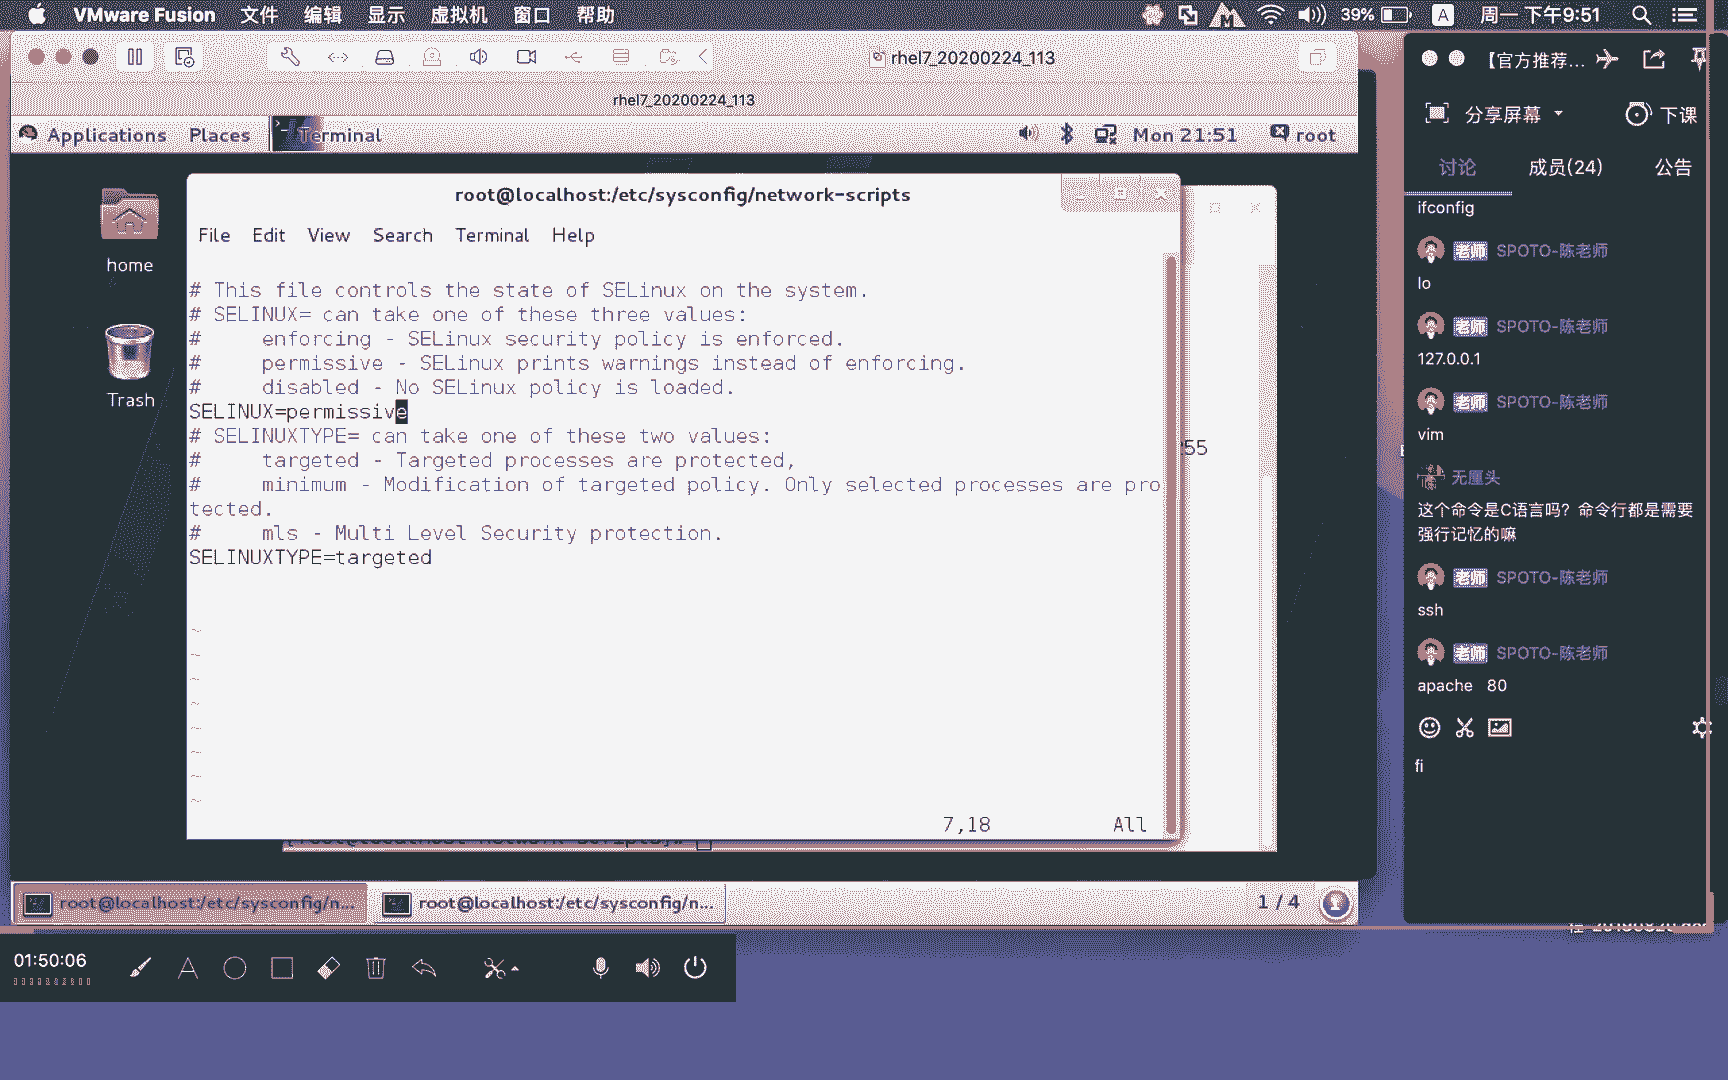 VMware Fusion 文件 编辑 显示 虚拟机 窗口 帮助 39% A 周一 下午9:51
rhel7_20200224_113
rhel7_20200224_113
Applications Places Terminal Mon 21:51 root
home
Trash
root@localhost:/etc/sysconfig/network-scripts
File Edit View Search Terminal Help
# This file controls the state of SELinux on the system.
# SELINUX= can take one of these three values:
#     enforcing - SELinux security policy is enforced.
#     permissive - SELinux prints warnings instead of enforcing.
#     disabled - No SELinux policy is loaded.
SELINUX=permissive
# SELINUXTYPE= can take one of these two values:
#     targeted - Targeted processes are protected,
#     minimum - Modification of targeted policy. Only selected processes are pro
tected.
#     mls - Multi Level Security protection.
SELINUXTYPE=targeted
~
~
~
~
~
~
~
~
7,18 All
55
root@localhost:/etc/sysconfig/n... root@localhost:/etc/sysconfig/n... 1 / 4
01:50:06
【官方推荐...
分享屏幕 下课
讨论 成员(24) 公告
ifconfig
老师 SPOTO-陈老师
lo
老师 SPOTO-陈老师
127.0.0.1
老师 SPOTO-陈老师
vim
无厘头
这个命令是C语言吗？命令行都是需要
强行记忆的嘛
老师 SPOTO-陈老师
ssh
老师 SPOTO-陈老师
apache 80
fi